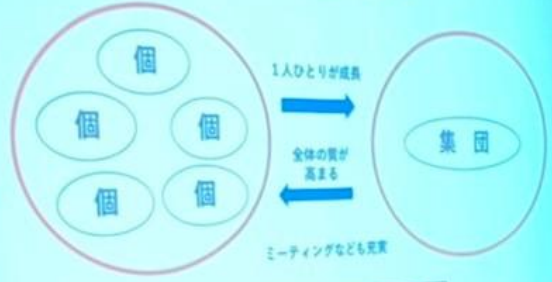 個
個
個
個
個
1人ひとりが成長
全体の質が
高まる
ミーティングなども充実
集団